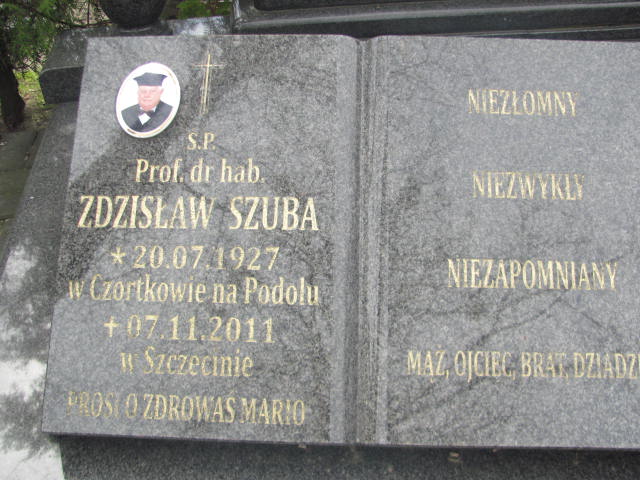 Ś.P.
Prof. dr hab.
ZDZISŁAW SZUBA
* 20.07.1927
w Czortkowie na Podolu
+ 07.11.2011
w Szczecinie
PROSI O ZDROWAŚ MARIO
NIEZŁOMNY
NIEZWYKŁY
NIEZAPOMNIANY
MĄŻ, OJCIEC, BRAT,